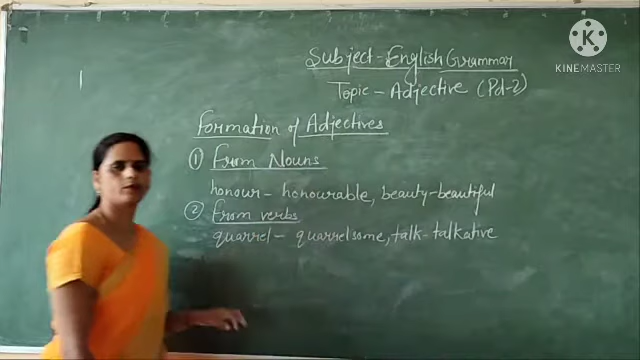 Subject - English Grammar
Topic - Adjective (Pd-2)
Formation of Adjectives
① From Nouns
honour - honourable, beauty - beautiful
② From verbs
quarrel - quarrelsome, talk - talkative
KINEMASTER